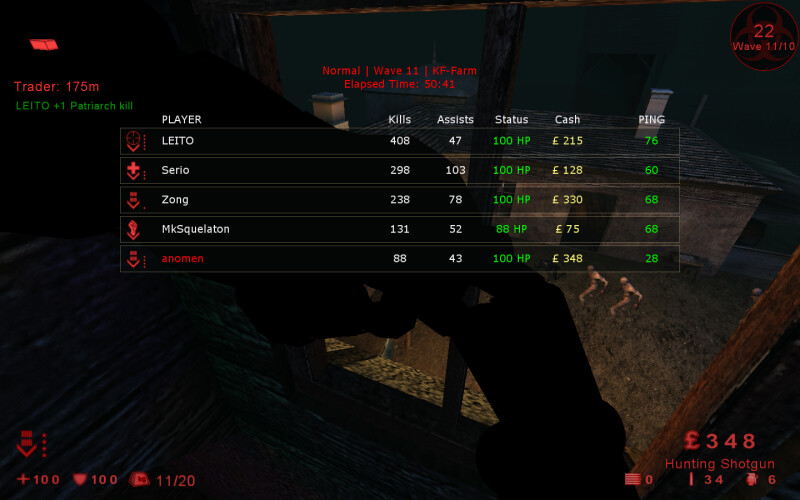 22
Wave 11/10
Normal | Wave 11 | KF-Farm
Elapsed Time: 50:41
Trader: 175m
LEITO +1 Patriarch kill
PLAYER Kills Assists Status Cash PING
LEITO 408 47 100 HP £ 215 76
Serio 298 103 100 HP £ 128 60
Zong 238 78 100 HP £ 330 68
MkSquelaton 131 52 88 HP £ 75 68
anomen 88 43 100 HP £ 348 28
£348
Hunting Shotgun
100 100 11/20 0 34 6